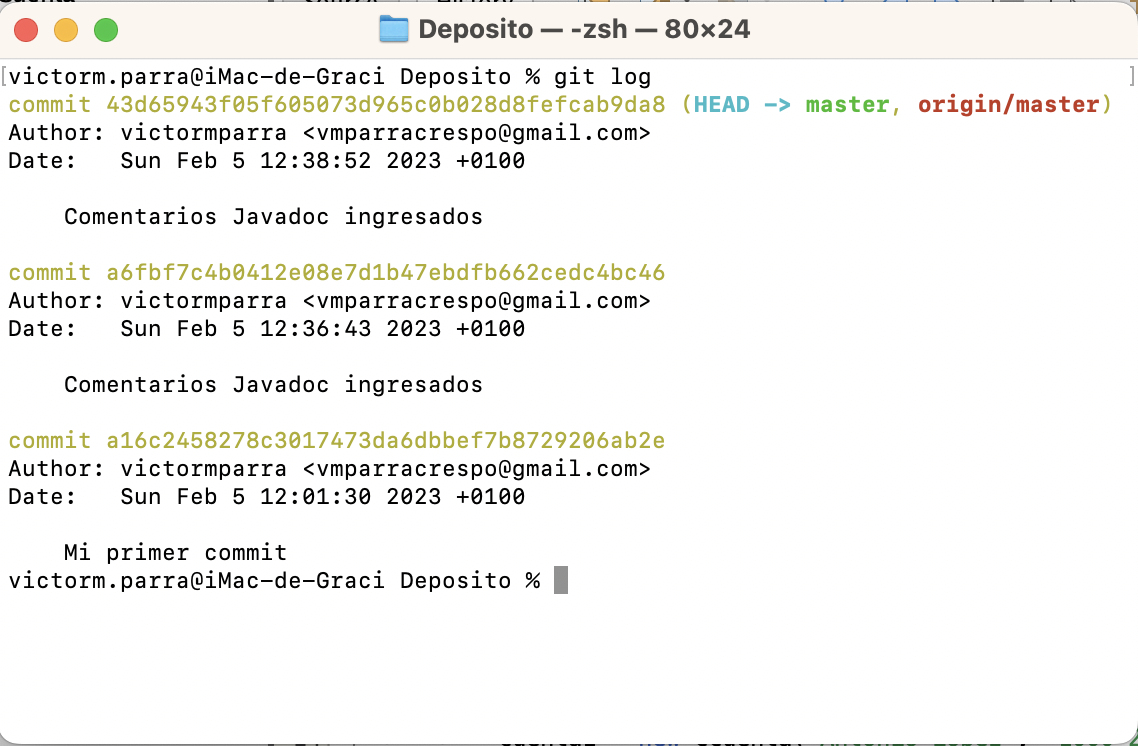 Deposito — -zsh — 80×24
victorm.parra@iMac-de-Graci Deposito % git log
commit 43d65943f05f605073d965c0b028d8fefcab9da8 (HEAD -> master, origin/master)
Author: victormparra <vmparracrespo@gmail.com>
Date:   Sun Feb 5 12:38:52 2023 +0100
Comentarios Javadoc ingresados
commit a6fbf7c4b0412e08e7d1b47ebdfb662cedc4bc46
Author: victormparra <vmparracrespo@gmail.com>
Date:   Sun Feb 5 12:36:43 2023 +0100
Comentarios Javadoc ingresados
commit a16c2458278c3017473da6dbbef7b8729206ab2e
Author: victormparra <vmparracrespo@gmail.com>
Date:   Sun Feb 5 12:01:30 2023 +0100
Mi primer commit
victorm.parra@iMac-de-Graci Deposito %